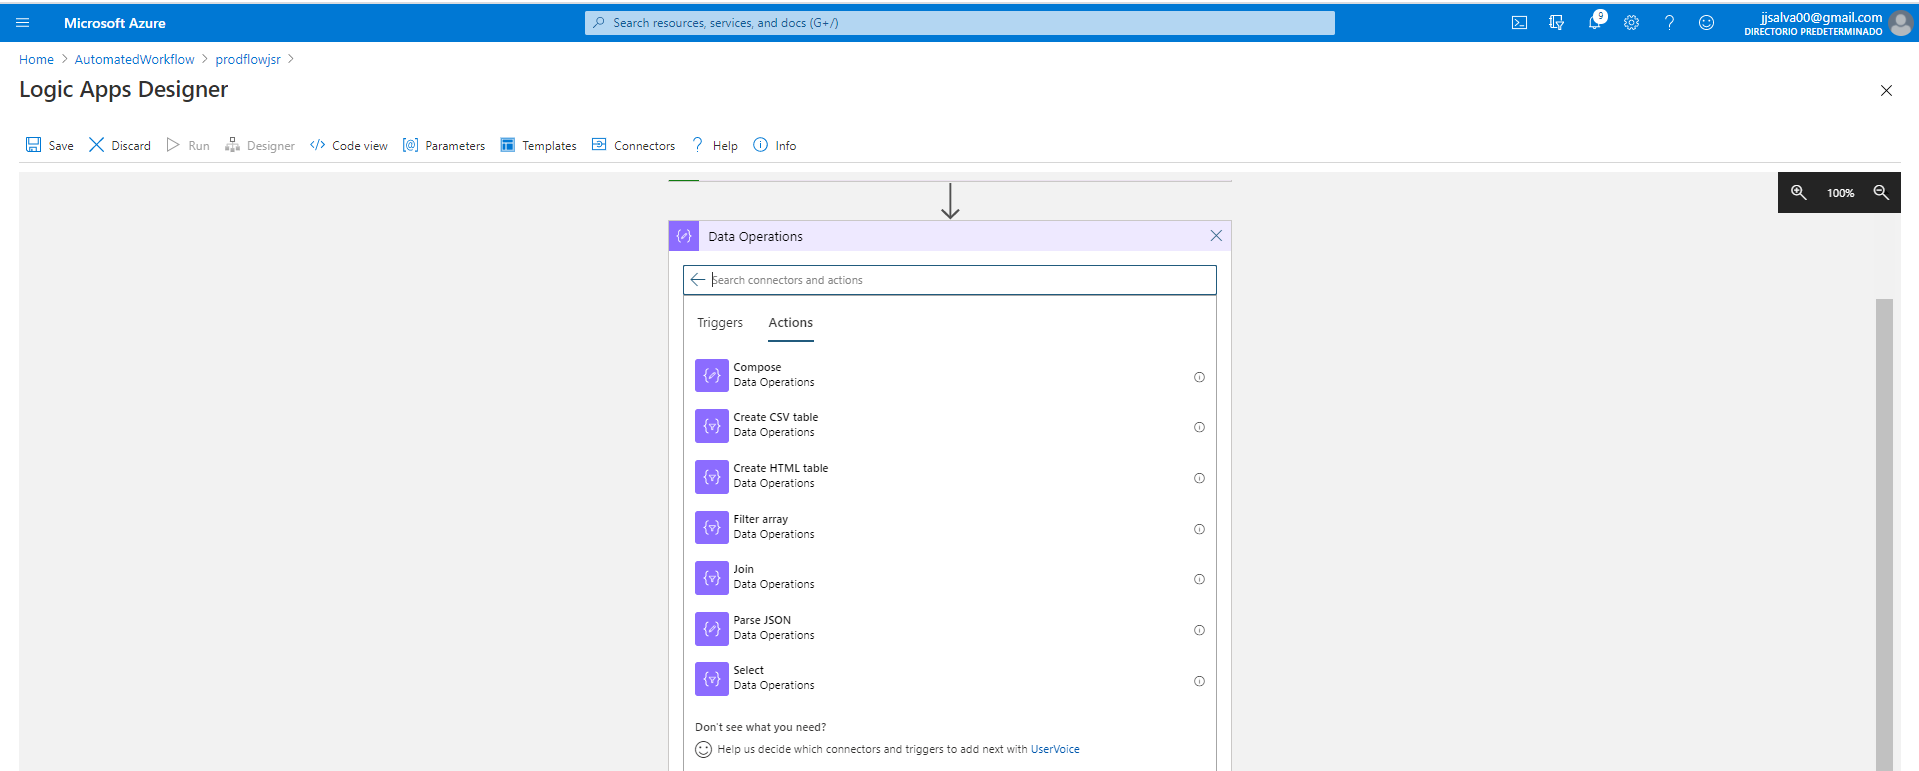 Microsoft Azure
Search resources, services, and docs (G+/)
9
jjsalva00@gmail.com
DIRECTORIO PREDETERMINADO
Home > AutomatedWorkflow > prodflowjsr >
Logic Apps Designer
Save Discard Run Designer Code view Parameters Templates Connectors Help Info
100%
Data Operations
Search connectors and actions
Triggers Actions
Compose
Data Operations
Create CSV table
Data Operations
Create HTML table
Data Operations
Filter array
Data Operations
Join
Data Operations
Parse JSON
Data Operations
Select
Data Operations
Don't see what you need?
Help us decide which connectors and triggers to add next with UserVoice